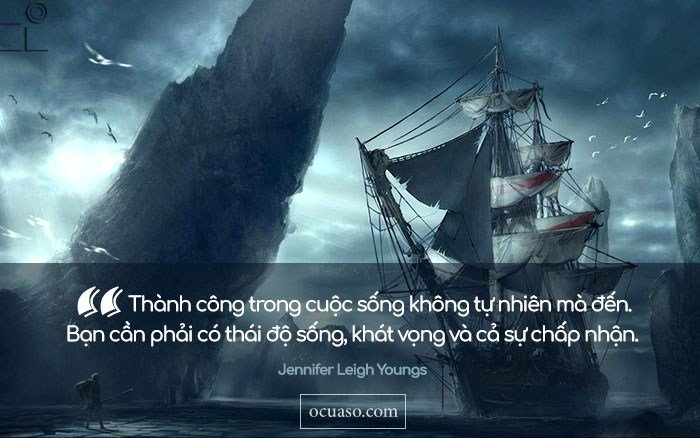 EL
Thành công trong cuộc sống không tự nhiên mà đến.
Bạn cần phải có thái độ sống, khát vọng và cả sự chấp nhận.
Jennifer Leigh Youngs
ocuaso.com